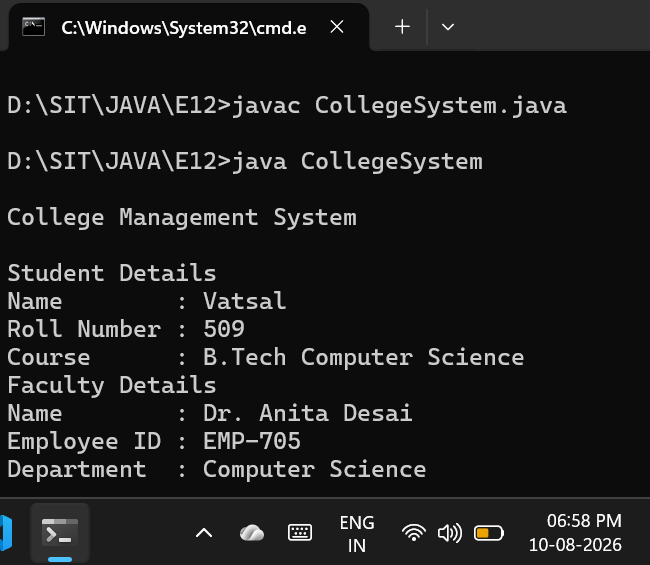 C:\Windows\System32\cmd.e
D:\SIT\JAVA\E12>javac CollegeSystem.java
D:\SIT\JAVA\E12>java CollegeSystem
College Management System
Student Details
Name        : Vatsal
Roll Number : 509
Course      : B.Tech Computer Science
Faculty Details
Name        : Dr. Anita Desai
Employee ID : EMP-705
Department  : Computer Science
ENG
IN
06:58 PM
10-08-2026